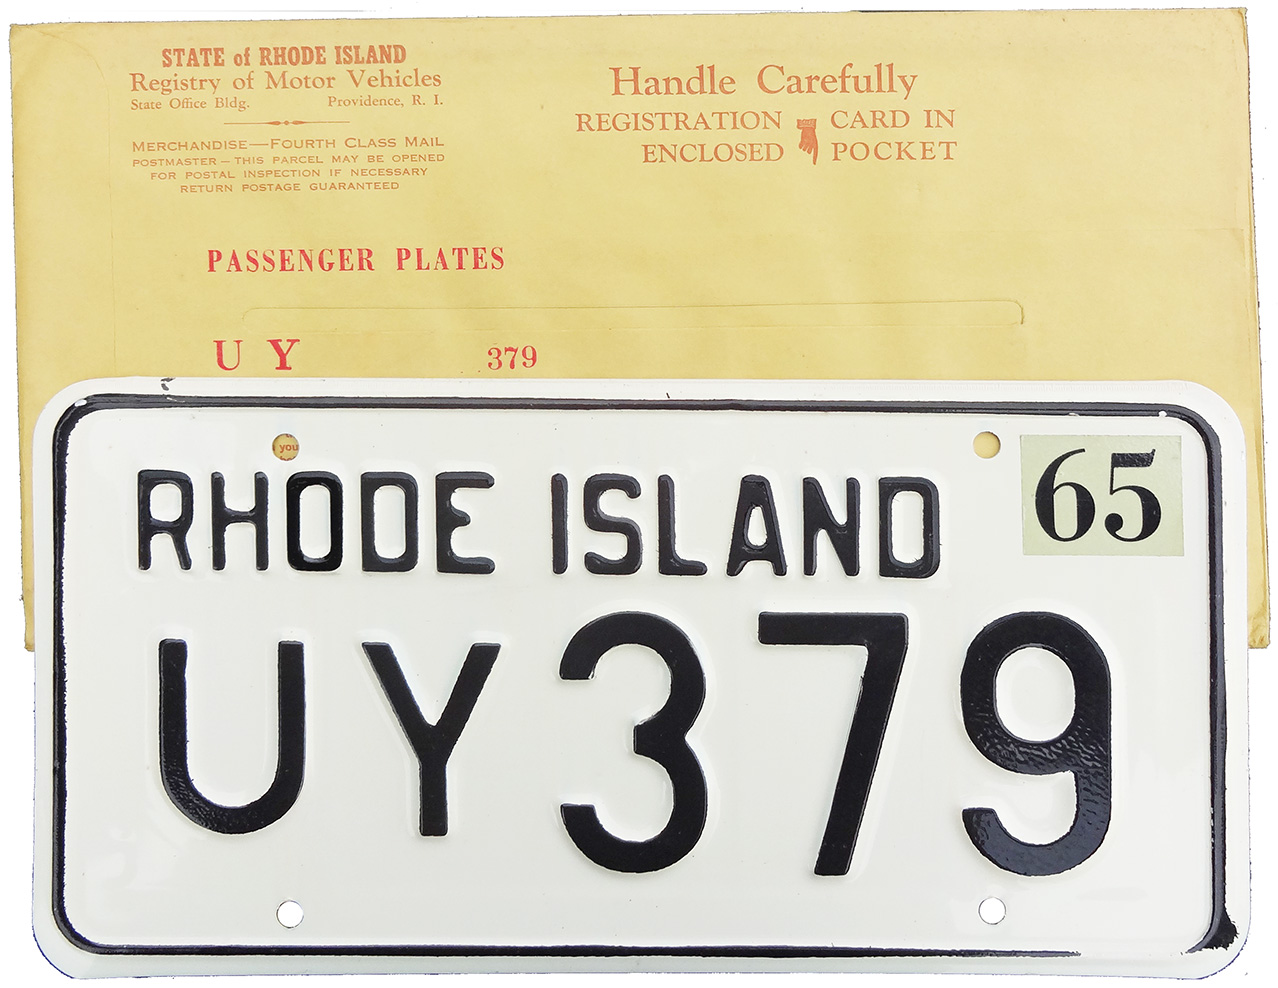 STATE of RHODE ISLAND
Registry of Motor Vehicles
State Office Bldg. Providence, R. I.
MERCHANDISE—FOURTH CLASS MAIL
POSTMASTER – THIS PARCEL MAY BE OPENED
FOR POSTAL INSPECTION IF NECESSARY
RETURN POSTAGE GUARANTEED
Handle Carefully
REGISTRATION CARD IN
ENCLOSED POCKET
PASSENGER PLATES
U Y 379
you
RHODE ISLAND
65
UY379